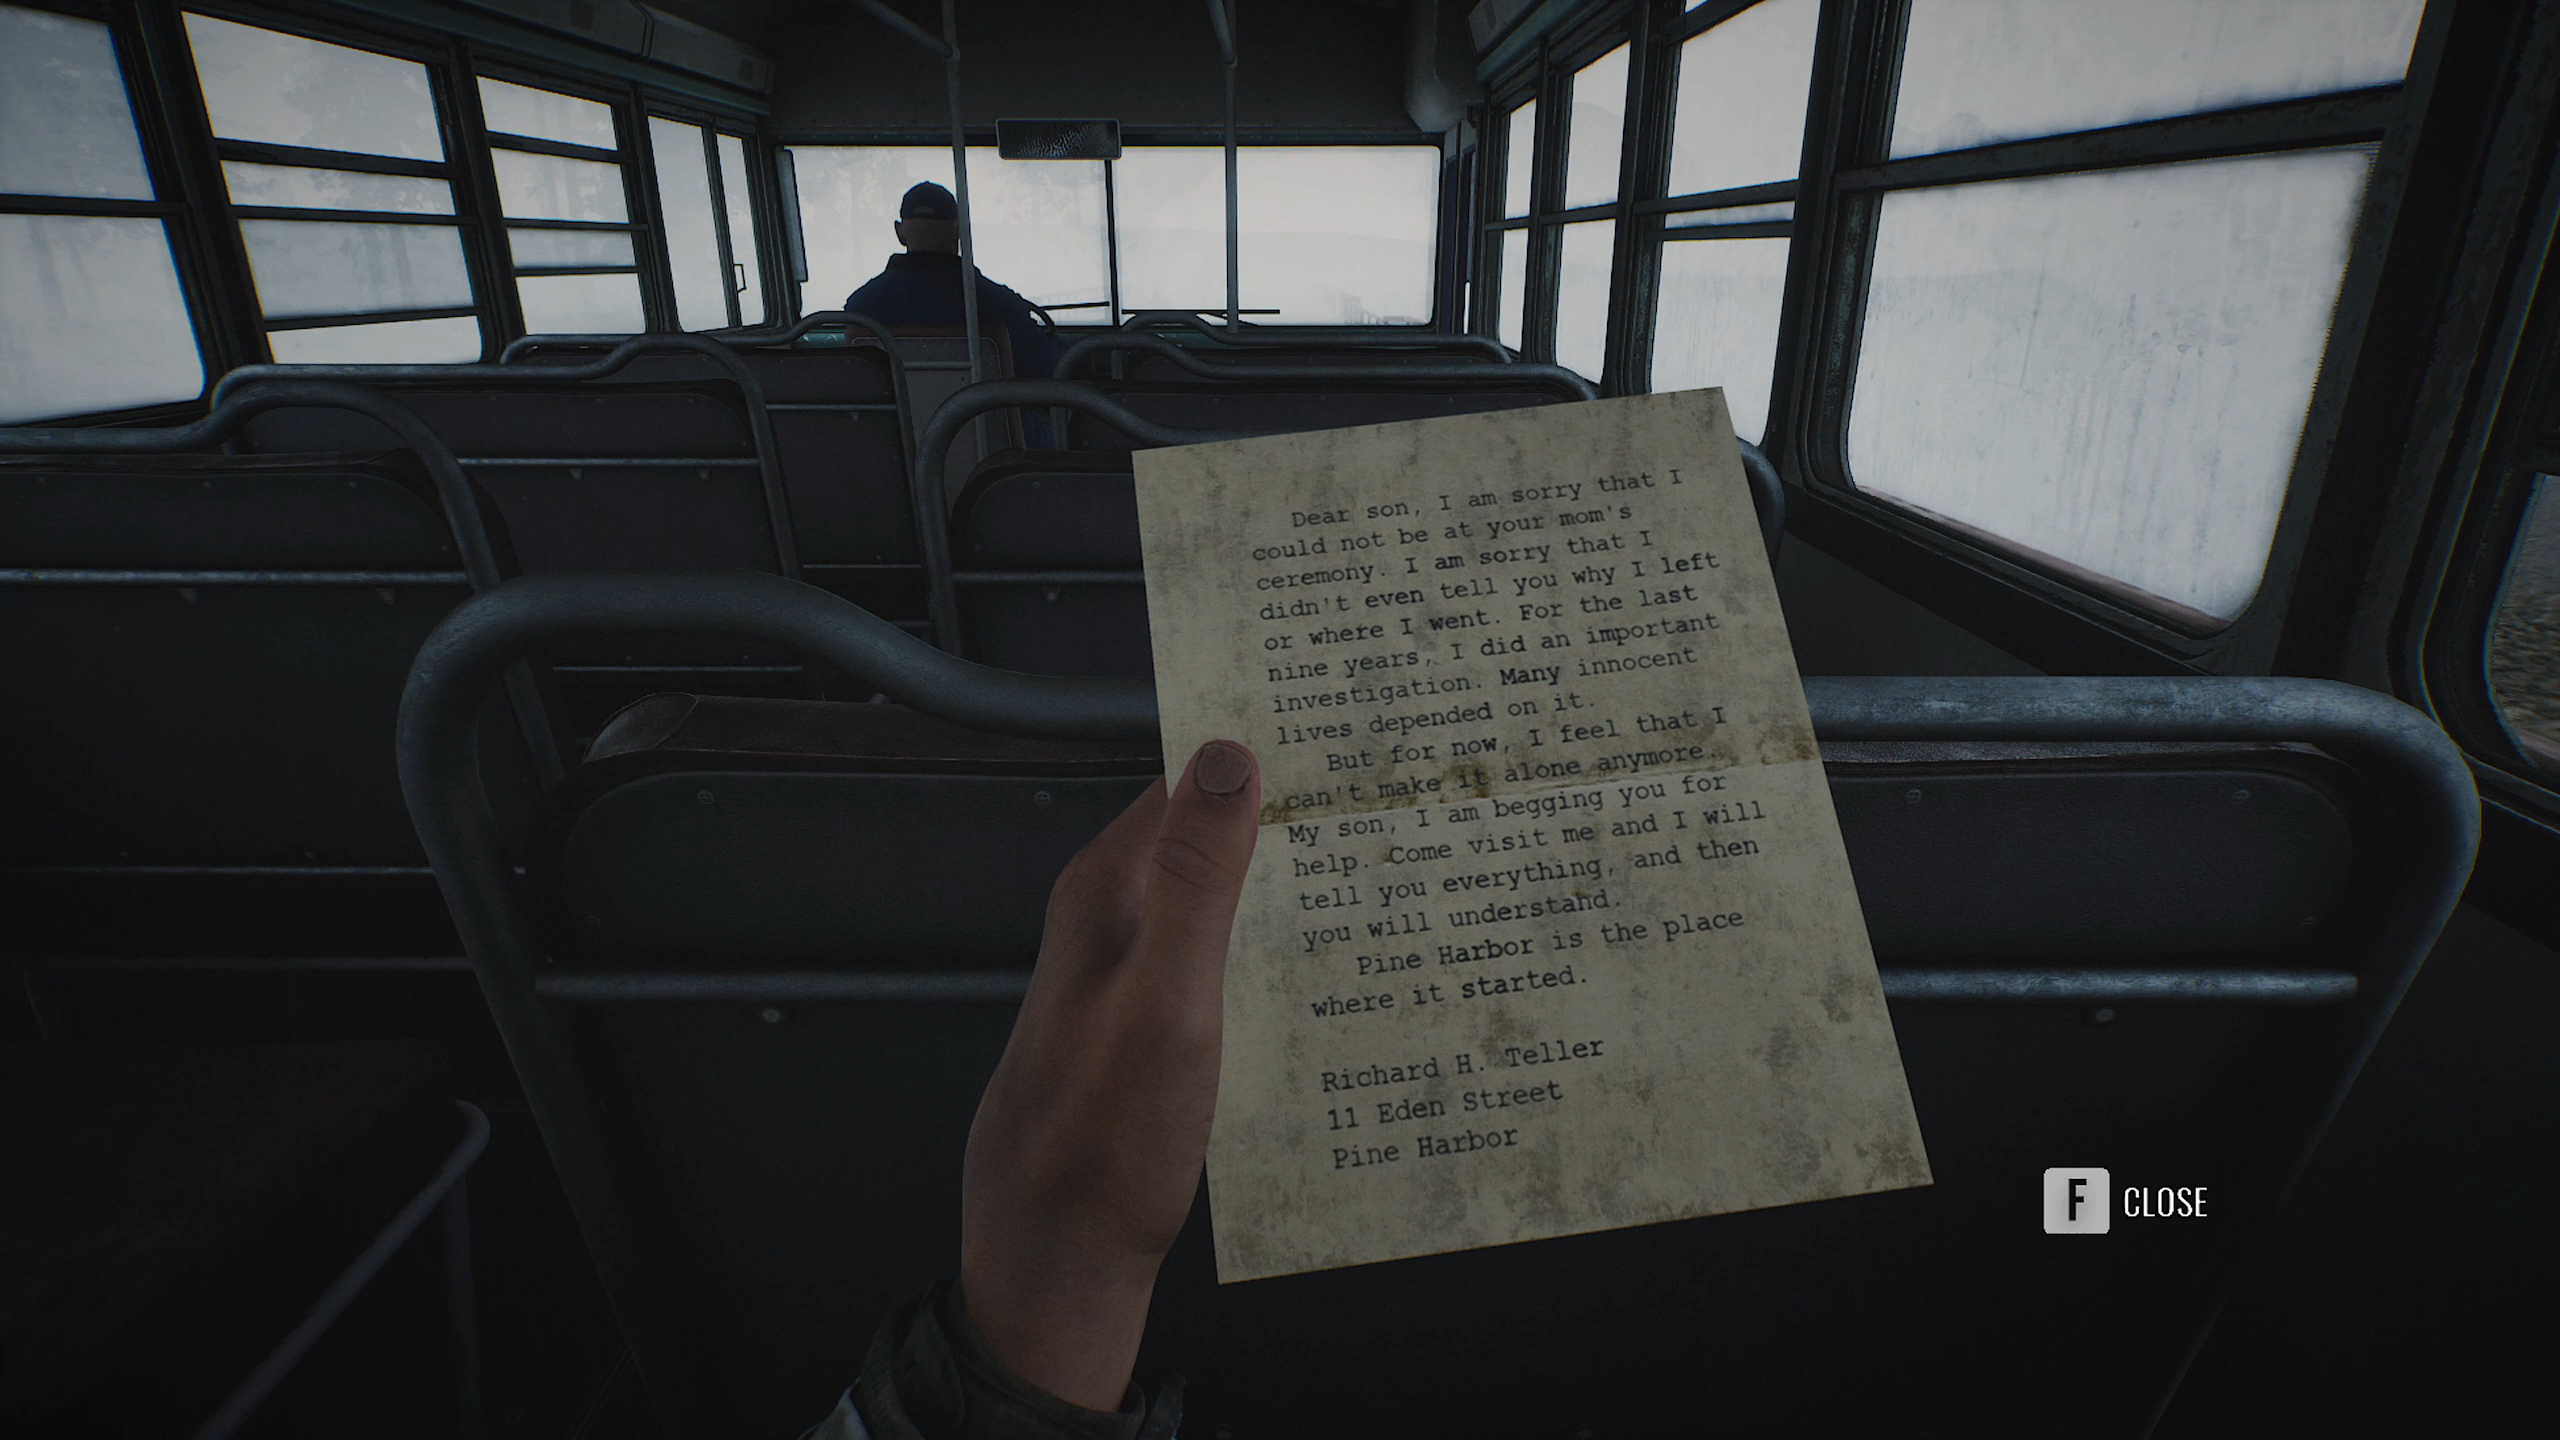 Dear son, I am sorry that I
could not be at your mom's
ceremony. I am sorry that I
didn't even tell you why I left
or where I went. For the last
nine years, I did an important
investigation. Many innocent
lives depended on it.
But for now, I feel that I
can't make it alone anymore.
My son, I am begging you for
help. Come visit me and I will
tell you everything, and then
you will understand.
Pine Harbor is the place
where it started.
Richard H. Teller
11 Eden Street
Pine Harbor
F CLOSE